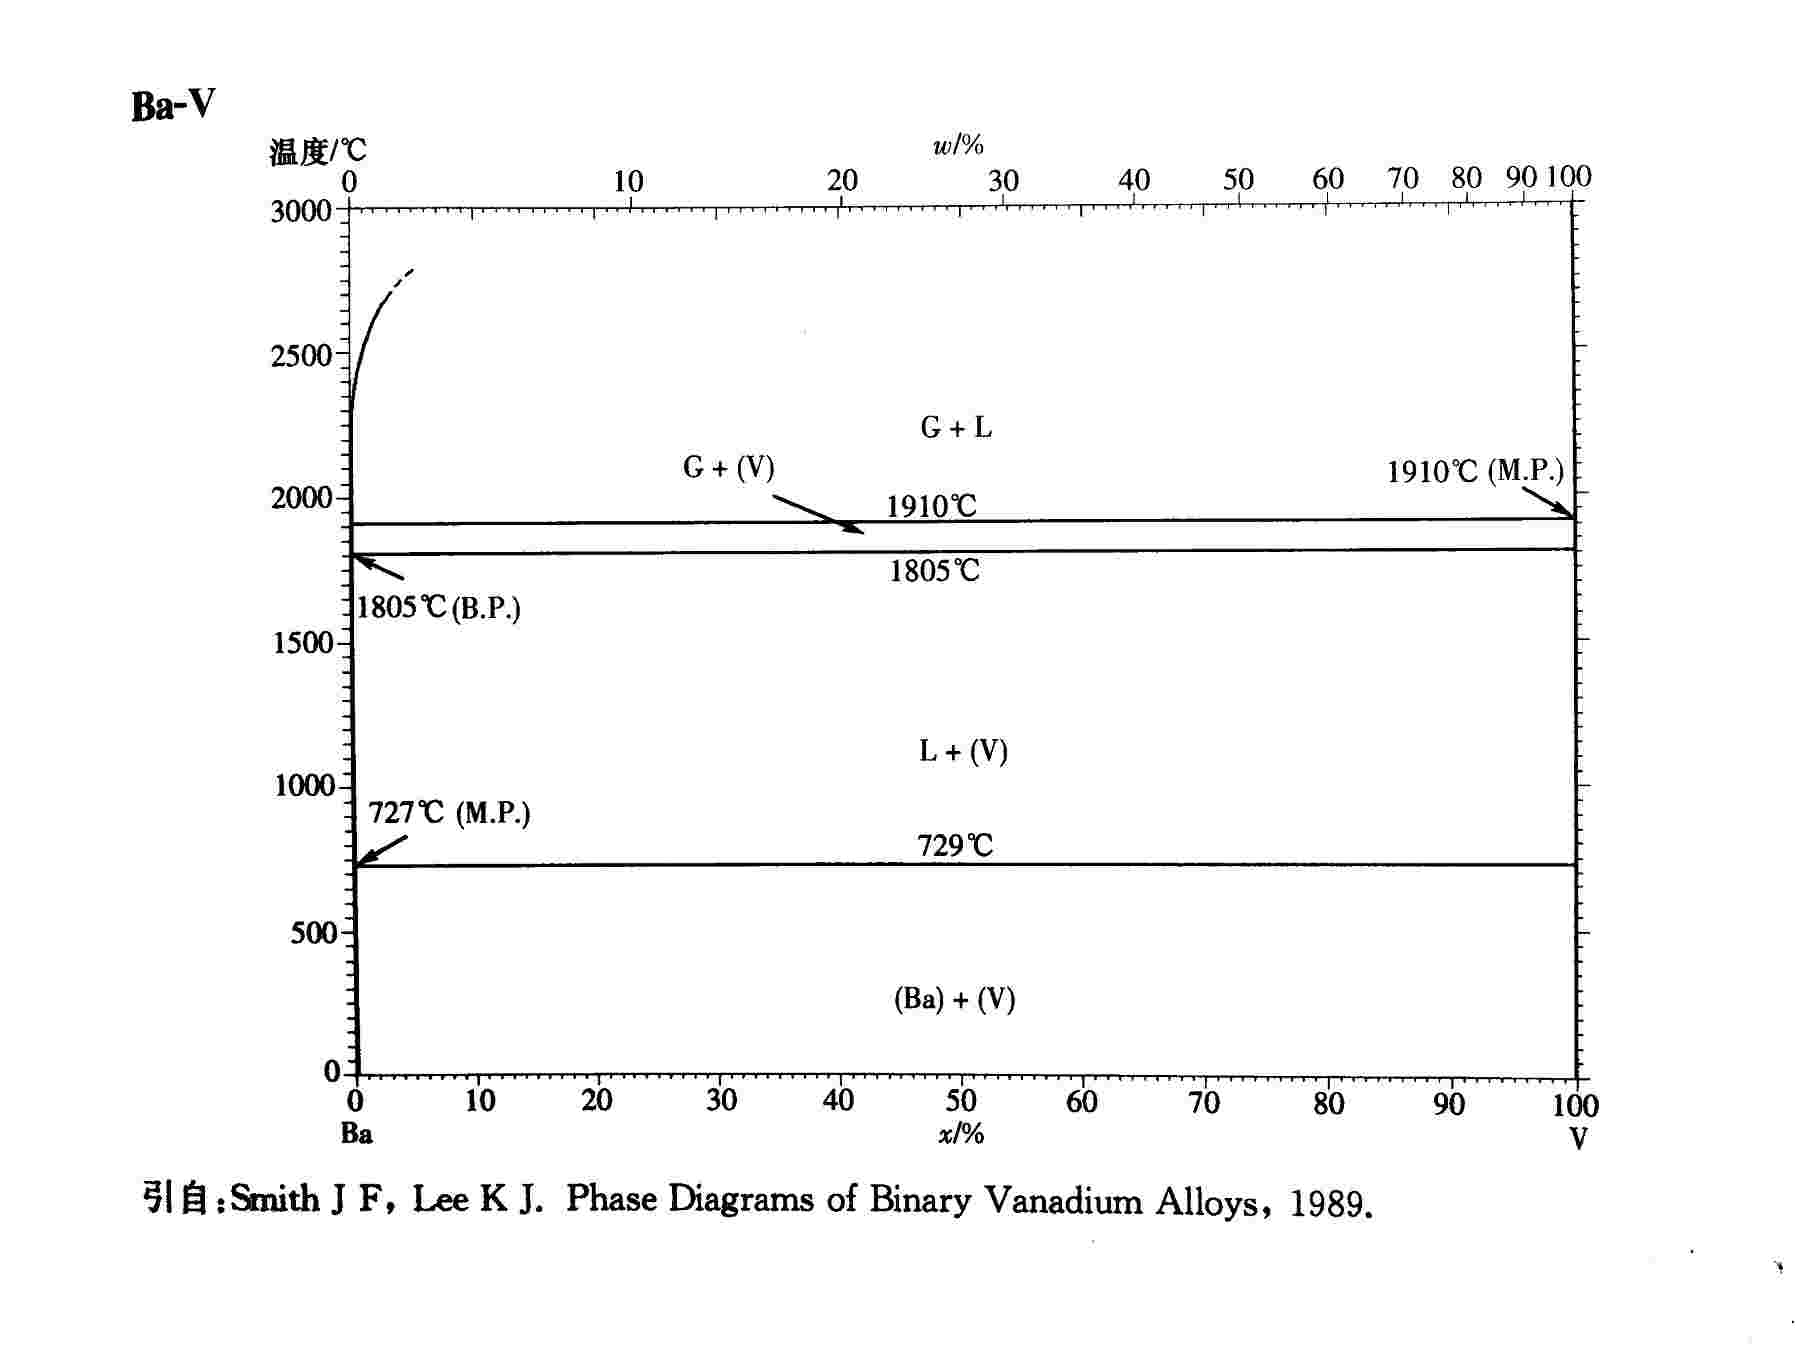 Ba-V
温度/℃
w/%
0 10 20 30 40 50 60 70 80 90 100
3000
2500
G + L
G + (V)
1910℃ (M.P.)
2000
1910℃
1805℃
1805℃(B.P.)
1500
L + (V)
1000
727℃ (M.P.)
729℃
500
(Ba) + (V)
0
0 10 20 30 40 50 60 70 80 90 100
Ba x/% V
引自:Smith J F, Lee K J. Phase Diagrams of Binary Vanadium Alloys, 1989.